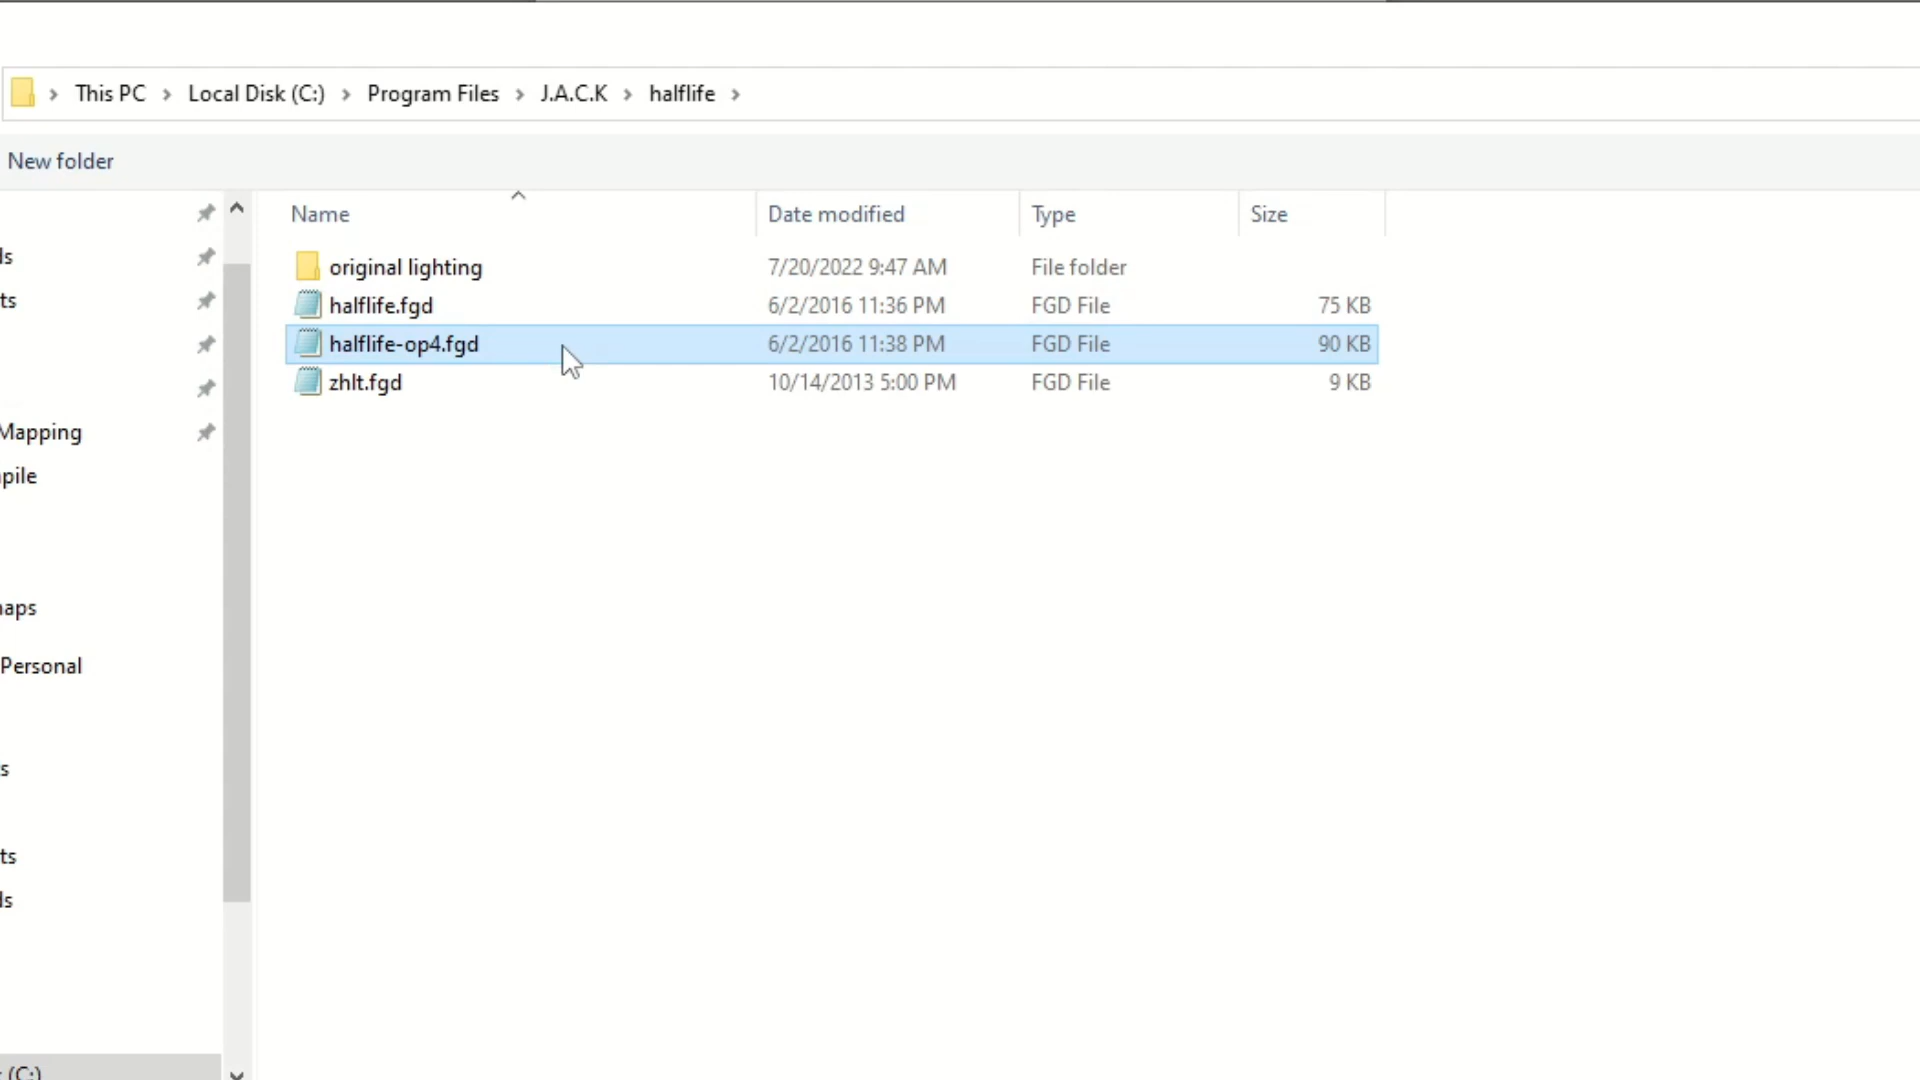 This PC > Local Disk (C:) > Program Files > J.A.C.K > halflife >
New folder
Name Date modified Type Size
original lighting 7/20/2022 9:47 AM File folder
halflife.fgd 6/2/2016 11:36 PM FGD File 75 KB
halflife-op4.fgd 6/2/2016 11:38 PM FGD File 90 KB
zhlt.fgd 10/14/2013 5:00 PM FGD File 9 KB
ls
ts
Mapping
pile
aps
Personal
s
ts
ls
(C:)